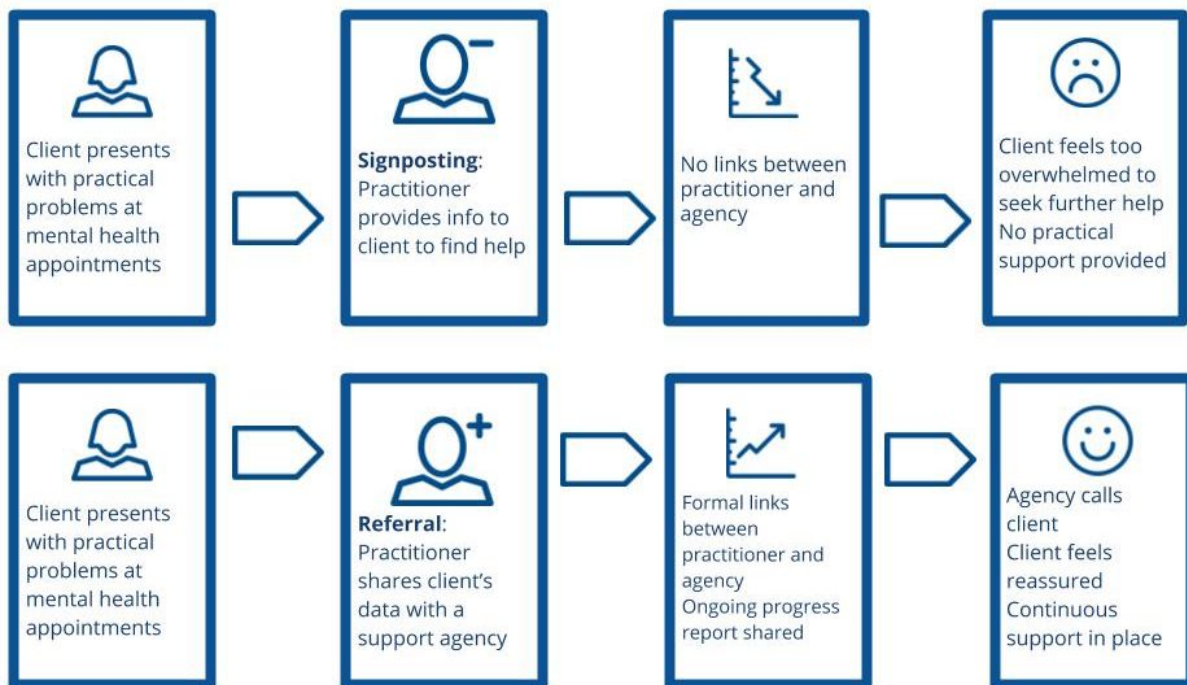 Client presents
with practical
problems at
mental health
appointments
Signposting:
Practitioner
provides info to
client to find help
No links between
practitioner and
agency
Client feels too
overwhelmed to
seek further help
No practical
support provided
Client presents
with practical
problems at
mental health
appointments
Referral:
Practitioner
shares client's
data with a
support agency
Formal links
between
practitioner and
agency
Ongoing progress
report shared
Agency calls
client
Client feels
reassured
Continuous
support in place